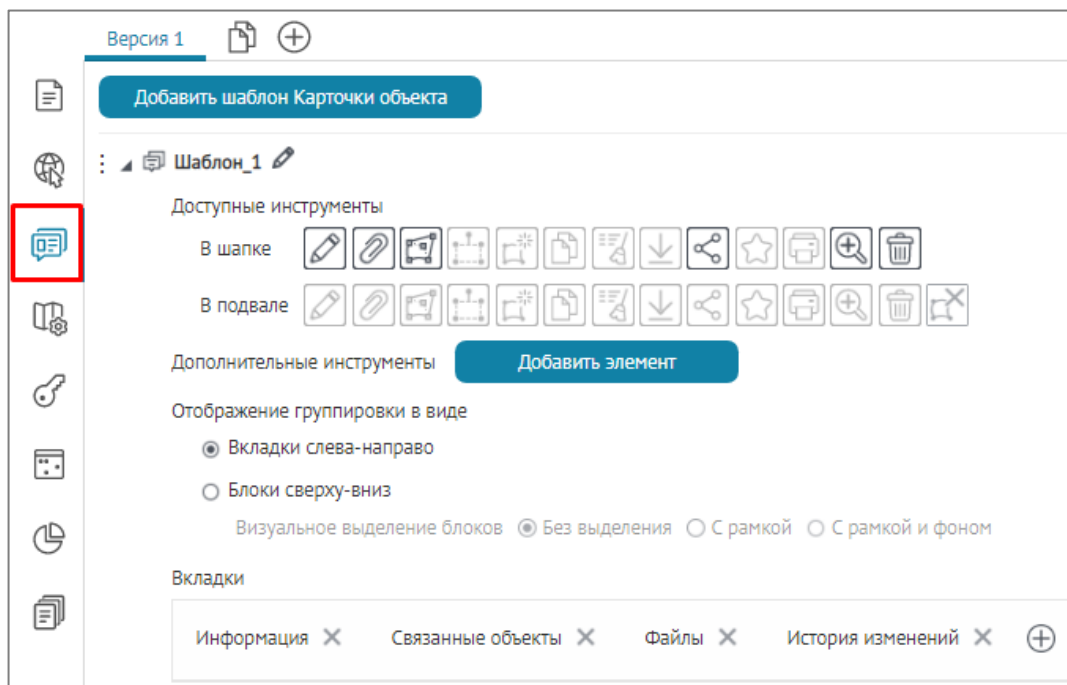 Версия 1
Добавить шаблон Карточки объекта
Шаблон_1
Доступные инструменты
В шапке
В подвале
Дополнительные инструменты Добавить элемент
Отображение группировки в виде
Вкладки слева-направо
Блоки сверху-вниз
Визуальное выделение блоков Без выделения С рамкой С рамкой и фоном
Вкладки
Информация Связанные объекты Файлы История изменений